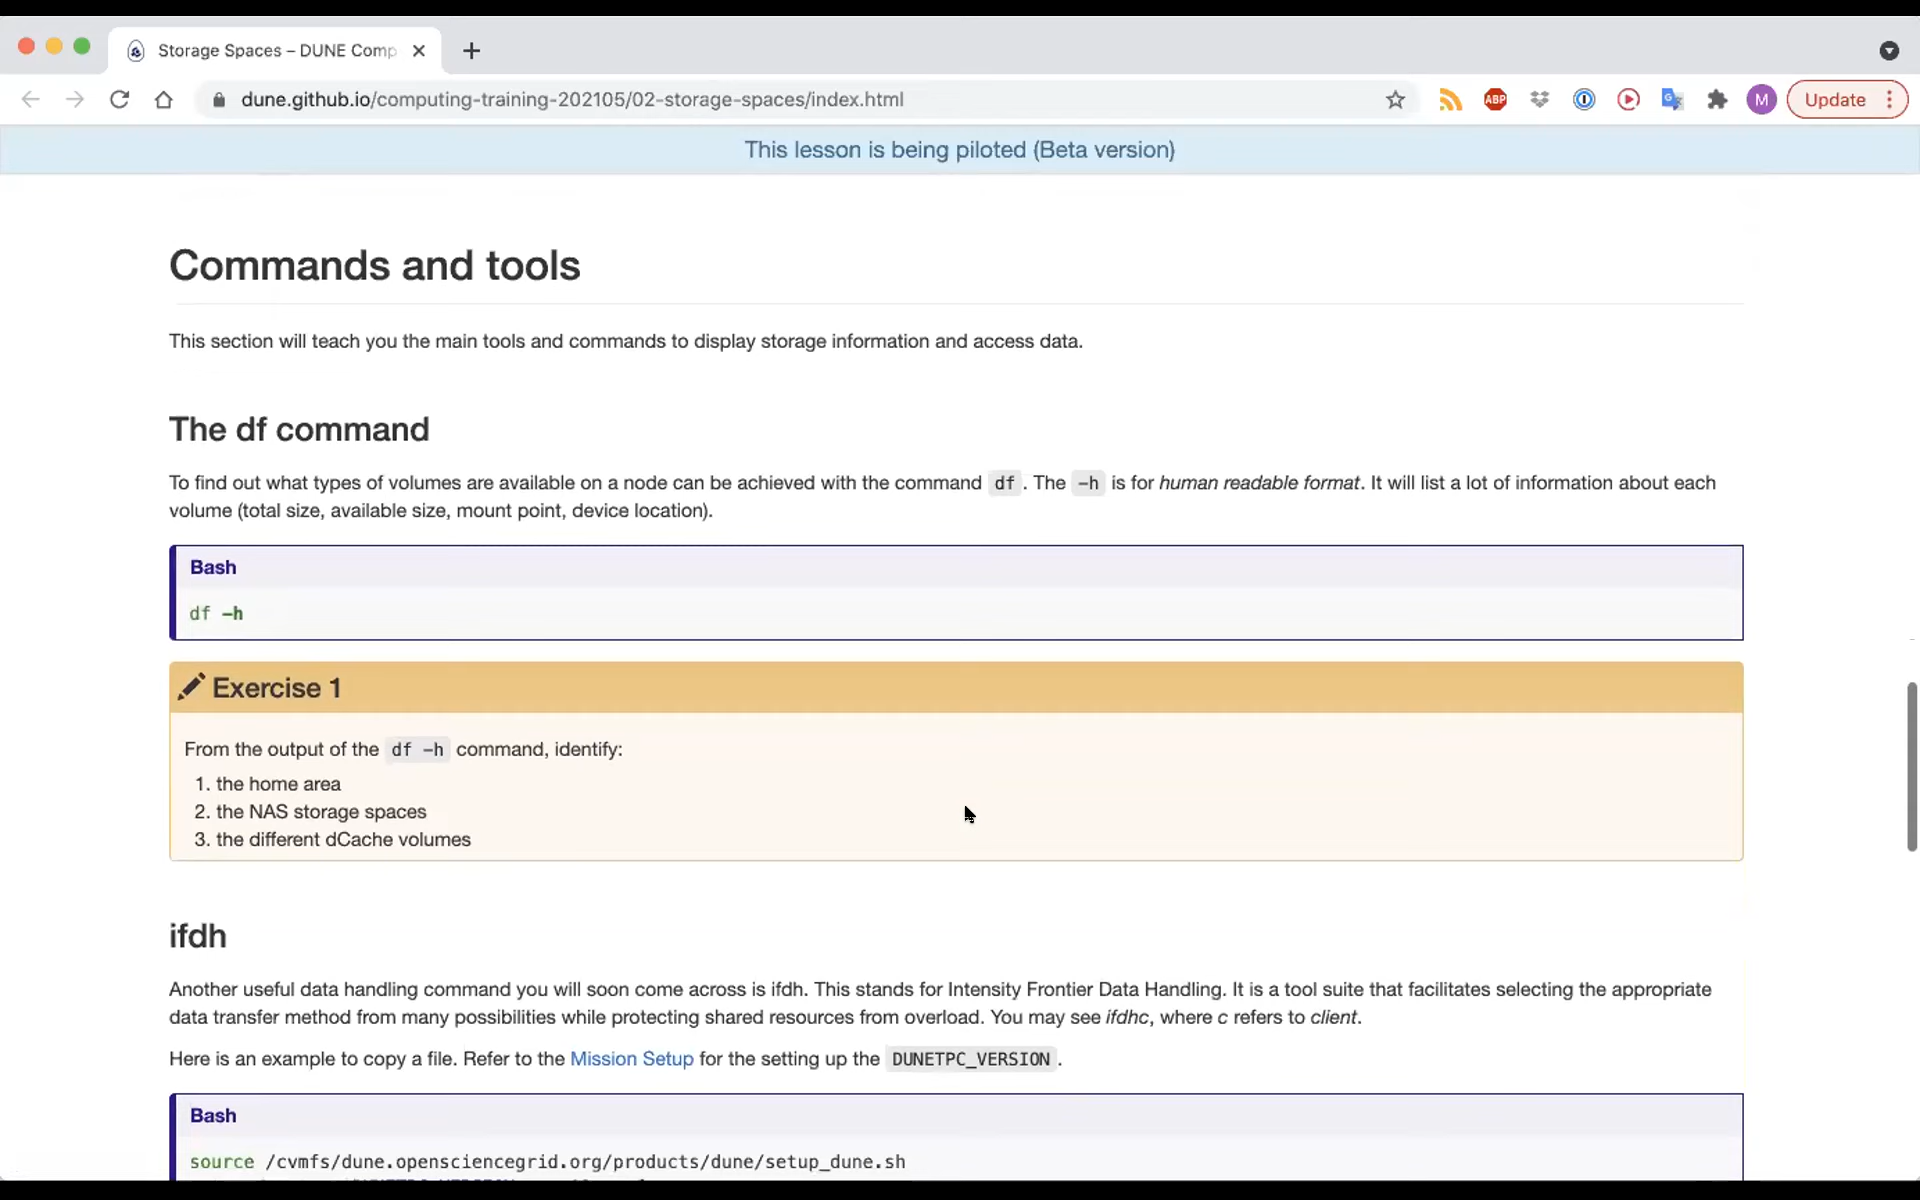 Storage Spaces – DUNE Comp
dune.github.io/computing-training-202105/02-storage-spaces/index.html
ABP
M
Update
This lesson is being piloted (Beta version)
Commands and tools
This section will teach you the main tools and commands to display storage information and access data.
The df command
To find out what types of volumes are available on a node can be achieved with the command df. The -h is for human readable format. It will list a lot of information about each
volume (total size, available size, mount point, device location).
Bash
df -h
Exercise 1
From the output of the df -h command, identify:
1. the home area
2. the NAS storage spaces
3. the different dCache volumes
ifdh
Another useful data handling command you will soon come across is ifdh. This stands for Intensity Frontier Data Handling. It is a tool suite that facilitates selecting the appropriate
data transfer method from many possibilities while protecting shared resources from overload. You may see ifdhc, where c refers to client.
Here is an example to copy a file. Refer to the Mission Setup for the setting up the DUNETPC_VERSION.
Bash
source /cvmfs/dune.opensciencegrid.org/products/dune/setup_dune.sh